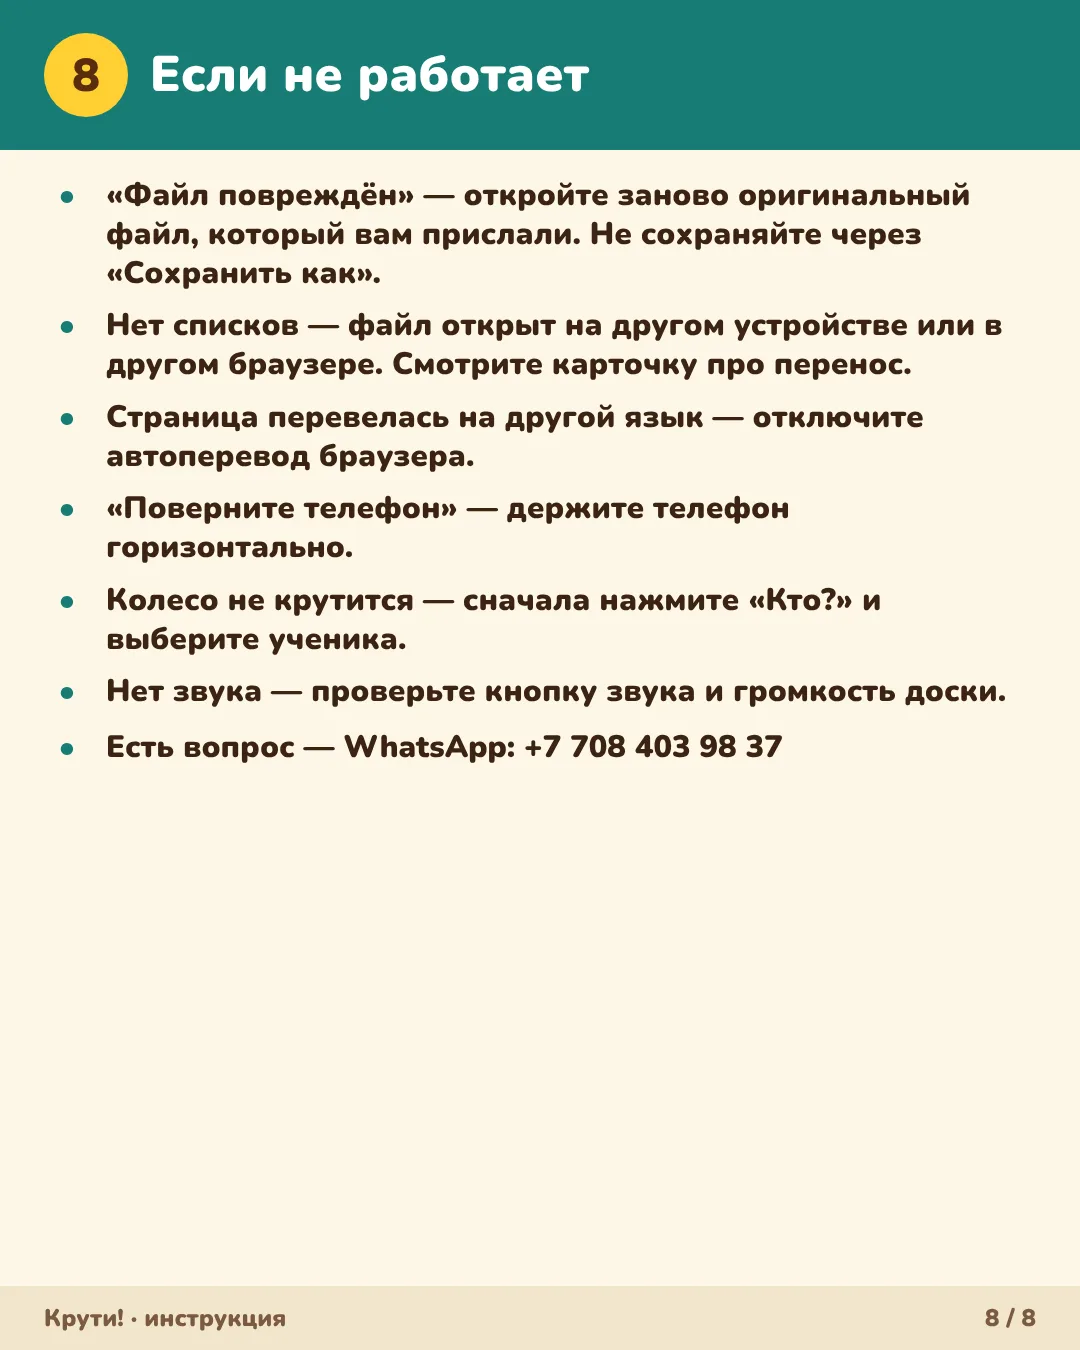 8 Если не работает
• «Файл повреждён» — откройте заново оригинальный
файл, который вам прислали. Не сохраняйте через
«Сохранить как».
• Нет списков — файл открыт на другом устройстве или в
другом браузере. Смотрите карточку про перенос.
• Страница перевелась на другой язык — отключите
автоперевод браузера.
• «Поверните телефон» — держите телефон
горизонтально.
• Колесо не крутится — сначала нажмите «Кто?» и
выберите ученика.
• Нет звука — проверьте кнопку звука и громкость доски.
• Есть вопрос — WhatsApp: +7 708 403 98 37
Крути! · инструкция
8 / 8